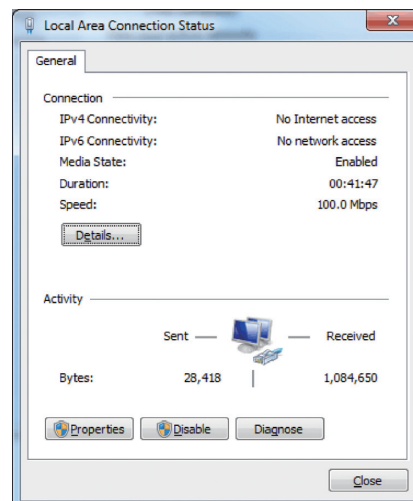 Local Area Connection Status
General
Connection
IPv4 Connectivity: No Internet access
IPv6 Connectivity: No network access
Media State: Enabled
Duration: 00:41:47
Speed: 100.0 Mbps
Details...
Activity
Sent Received
Bytes: 28,418 1,084,650
Properties Disable Diagnose
Close